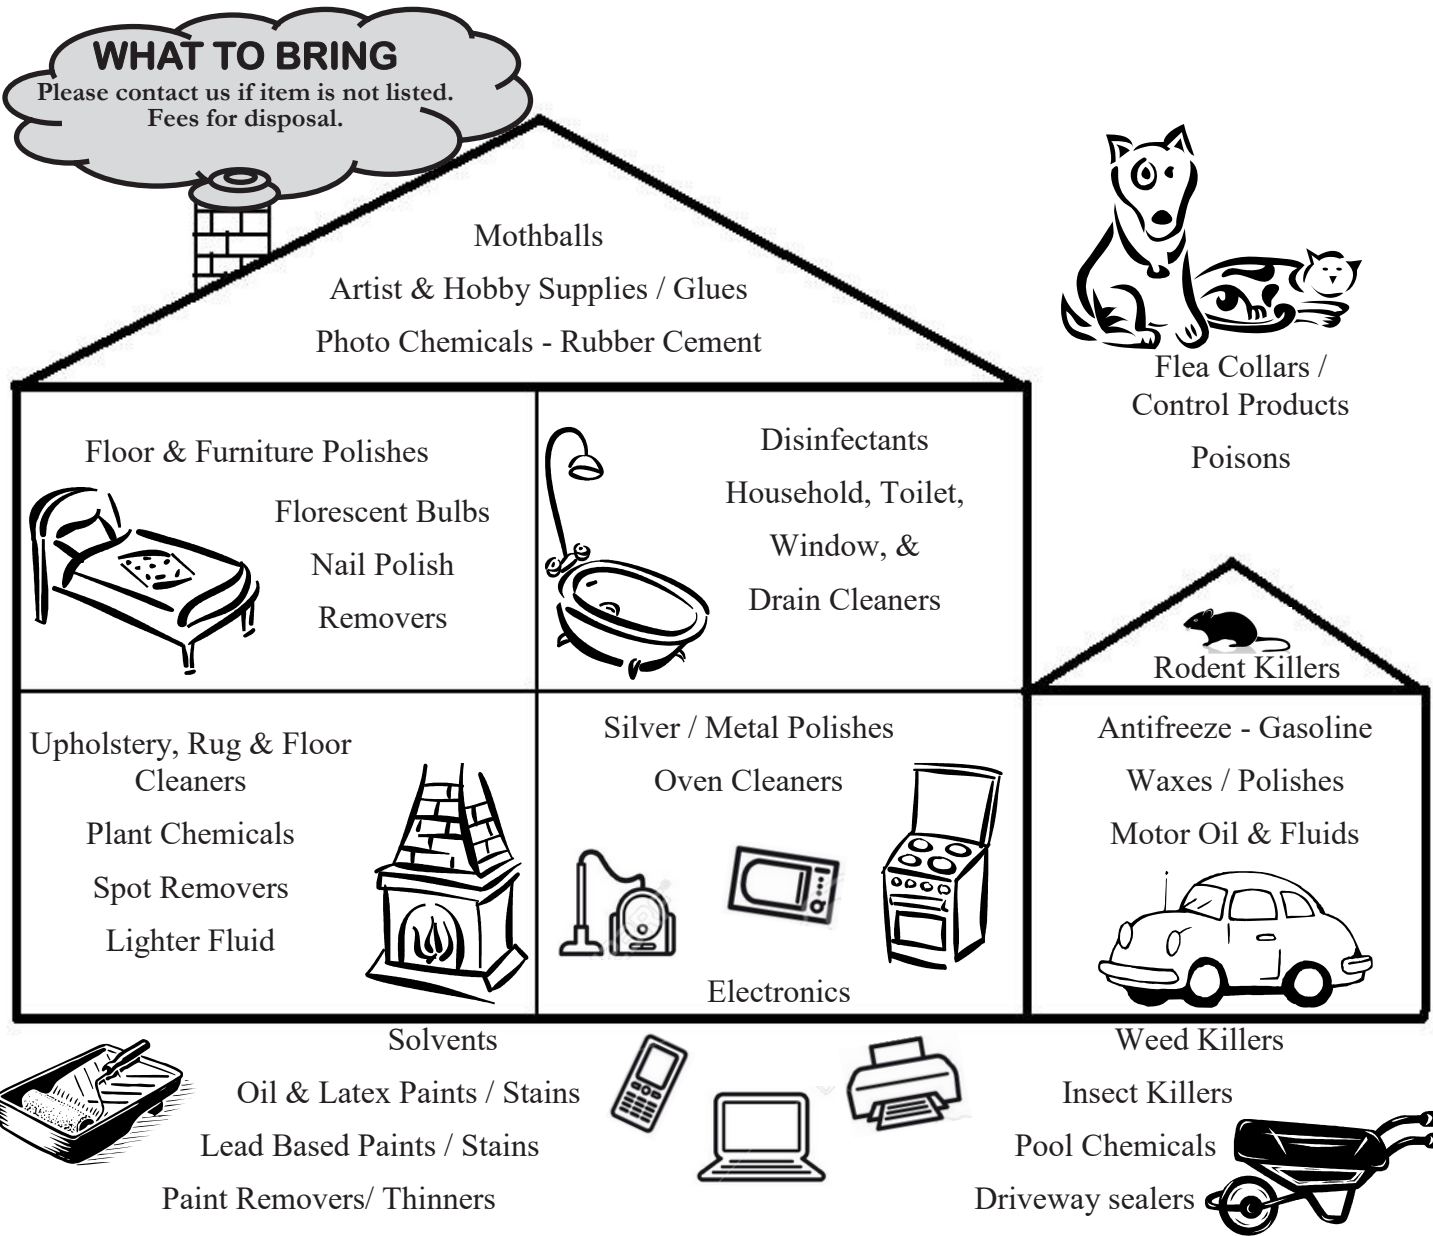 WHAT TO BRING
Please contact us if item is not listed.
Fees for disposal.
Mothballs
Artist & Hobby Supplies / Glues
Photo Chemicals - Rubber Cement
Flea Collars /
Control Products
Poisons
Floor & Furniture Polishes
Florescent Bulbs
Nail Polish
Removers
Disinfectants
Household, Toilet,
Window, &
Drain Cleaners
Rodent Killers
Upholstery, Rug & Floor
Cleaners
Plant Chemicals
Spot Removers
Lighter Fluid
Silver / Metal Polishes
Oven Cleaners
Electronics
Antifreeze - Gasoline
Waxes / Polishes
Motor Oil & Fluids
Solvents
Oil & Latex Paints / Stains
Lead Based Paints / Stains
Paint Removers/ Thinners
Weed Killers
Insect Killers
Pool Chemicals
Driveway sealers